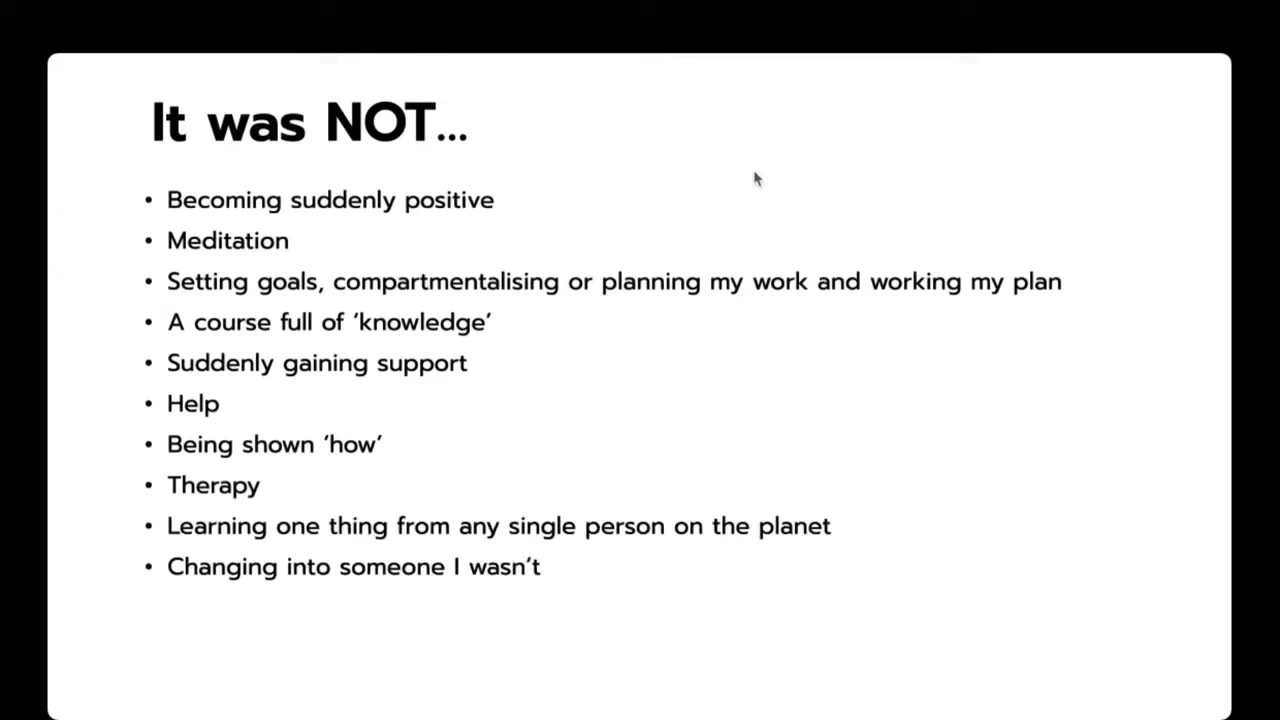 It was NOT...
• Becoming suddenly positive
• Meditation
• Setting goals, compartmentalising or planning my work and working my plan
• A course full of ‘knowledge’
• Suddenly gaining support
• Help
• Being shown ‘how’
• Therapy
• Learning one thing from any single person on the planet
• Changing into someone I wasn’t